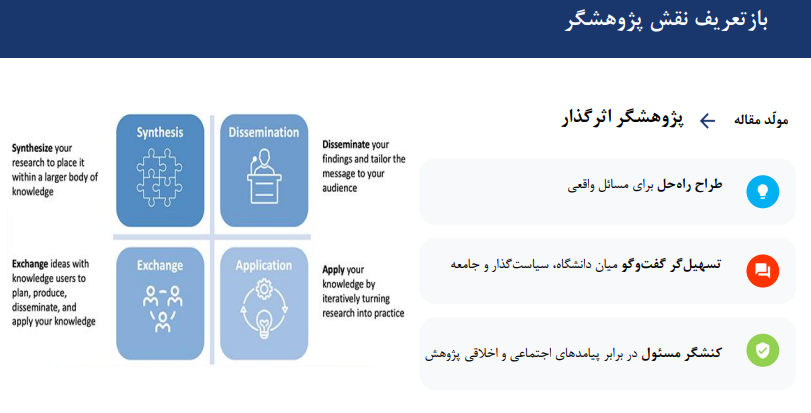 بازتعریف نقش پژوهشگر
مولّد مقاله ← پژوهشگر اثرگذار
طراح راه‌حل برای مسائل واقعی
تسهیل‌گر گفت‌وگو میان دانشگاه، سیاست‌گذار و جامعه
کنشگر مسئول در برابر پیامدهای اجتماعی و اخلاقی پژوهش
Synthesize your
research to place it
within a larger body of
knowledge
Synthesis
Dissemination
Disseminate your
findings and tailor the
message to your
audience
Exchange ideas with
knowledge users to
plan, produce,
disseminate, and
apply your knowledge
Exchange
Application
Apply your
knowledge by
iteratively turning
research into practice